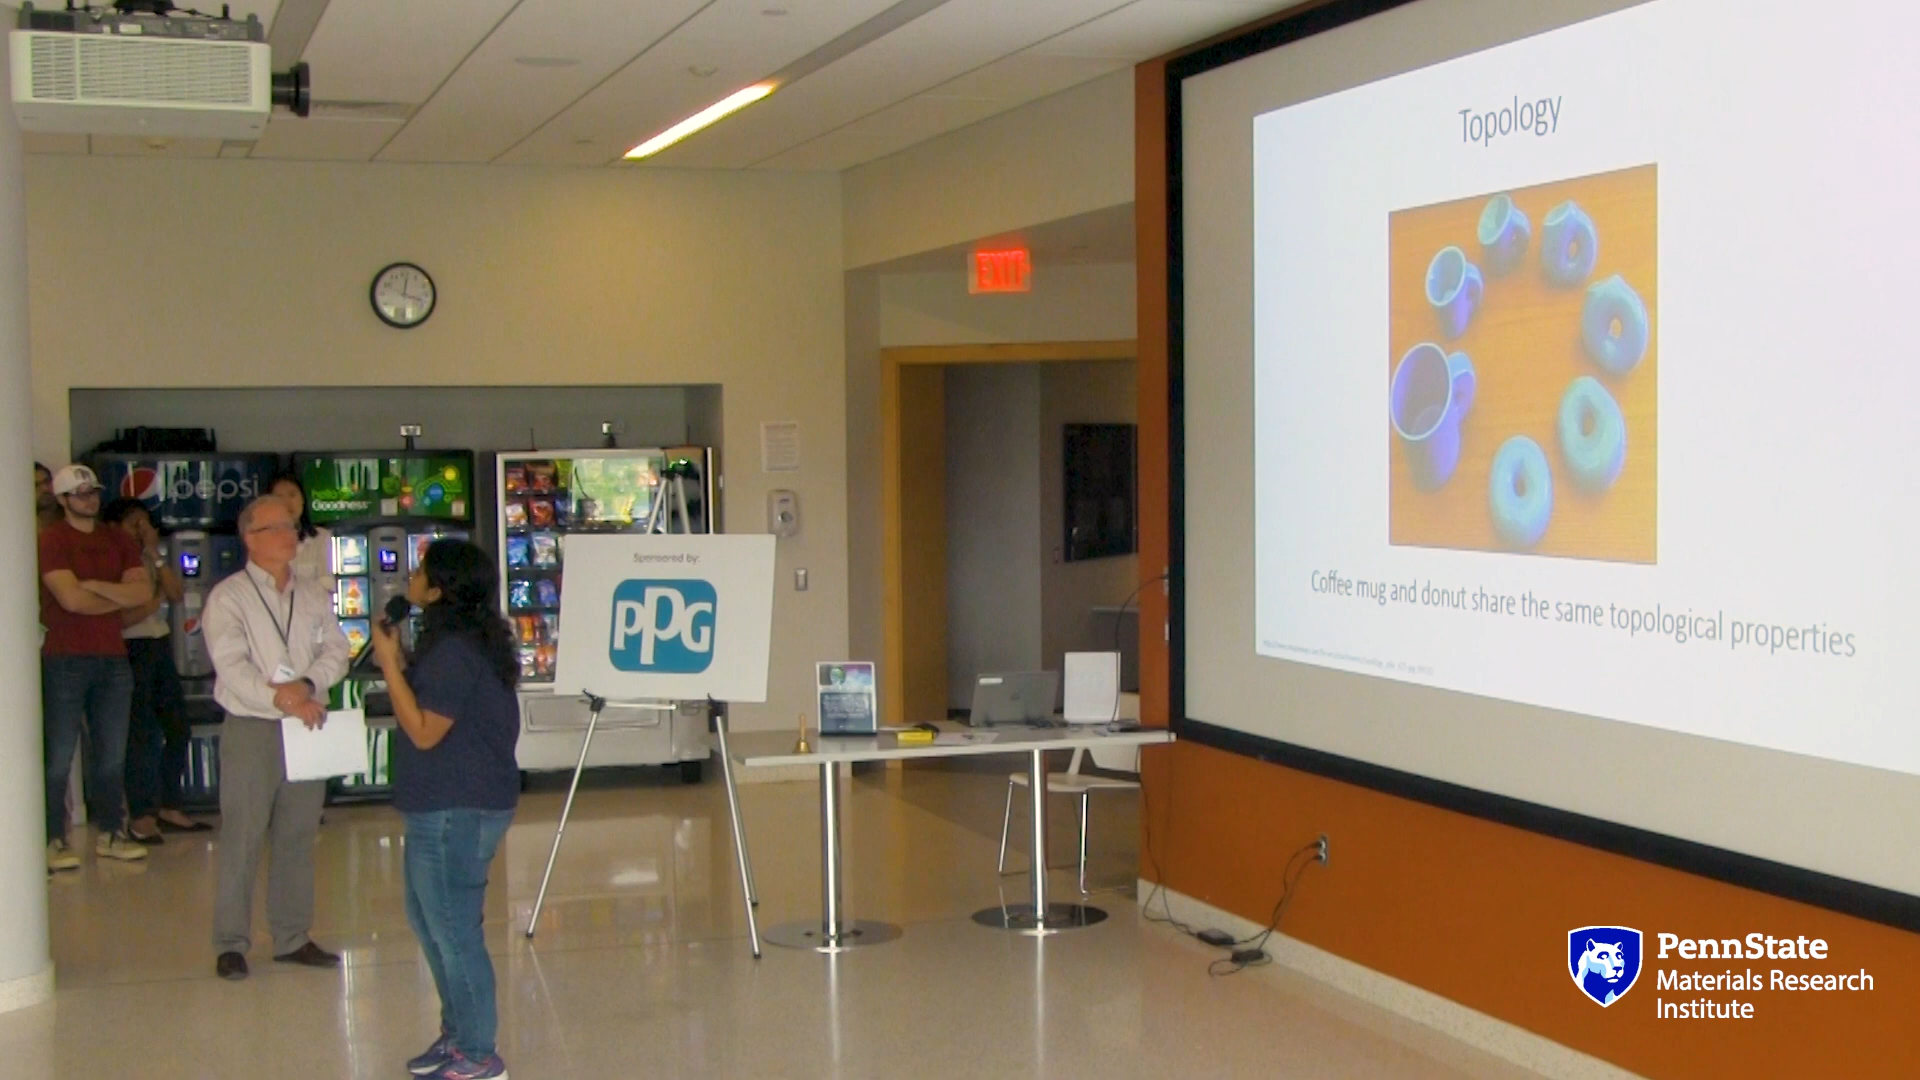 Topology
EXIT
pepsi
hello
Goodness
Sponsored by:
PPG
Coffee mug and donut share the same topological properties
PennState
Materials Research
Institute